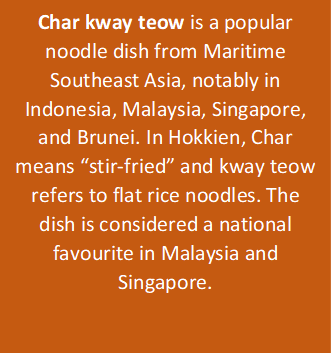 Char kway teow is a popular
noodle dish from Maritime
Southeast Asia, notably in
Indonesia, Malaysia, Singapore,
and Brunei. In Hokkien, Char
means “stir-fried” and kway teow
refers to flat rice noodles. The
dish is considered a national
favourite in Malaysia and
Singapore.